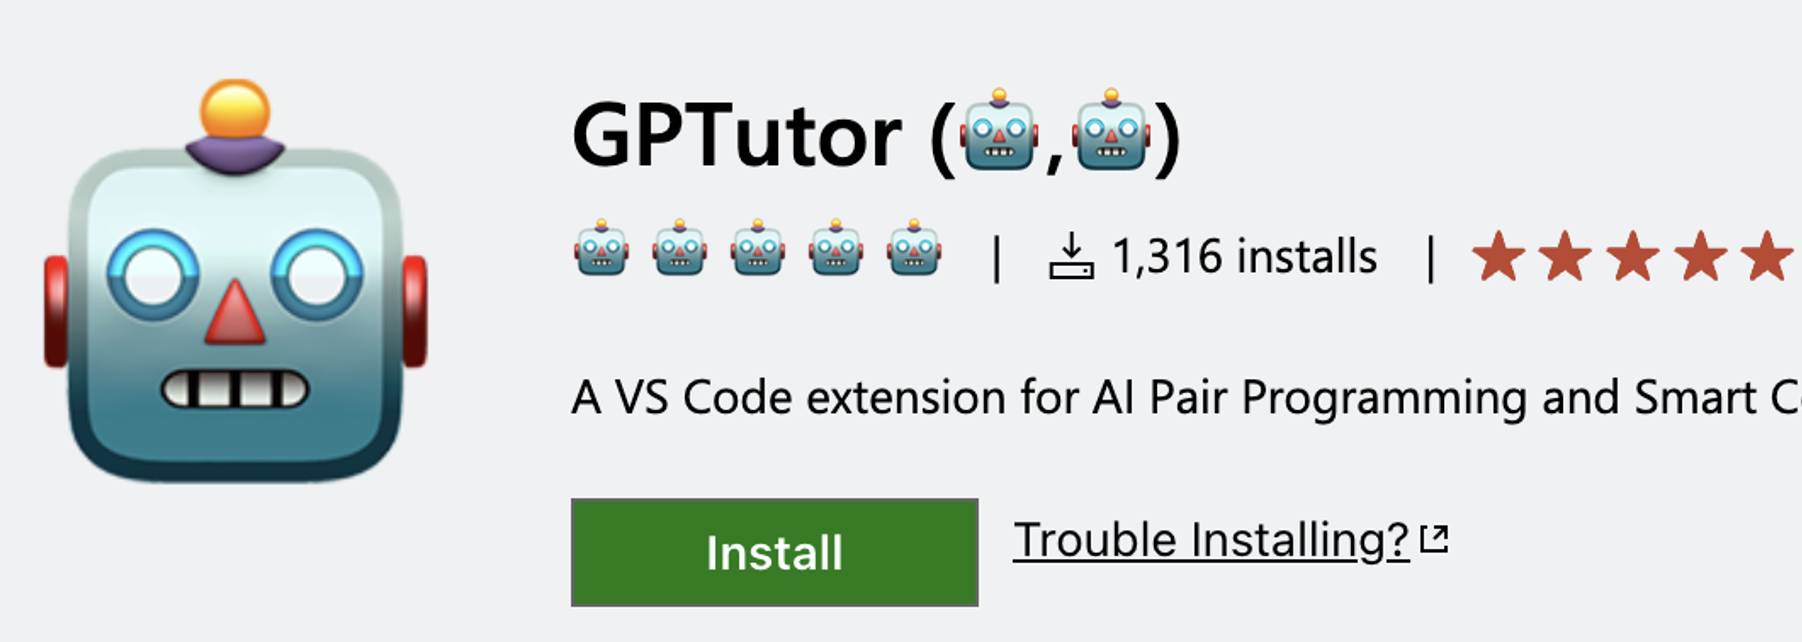 GPTutor (🤖,🤖)
🤖 🤖 🤖 🤖 🤖 | 1,316 installs | ★★★★★
A VS Code extension for AI Pair Programming and Smart
Install
Trouble Installing?